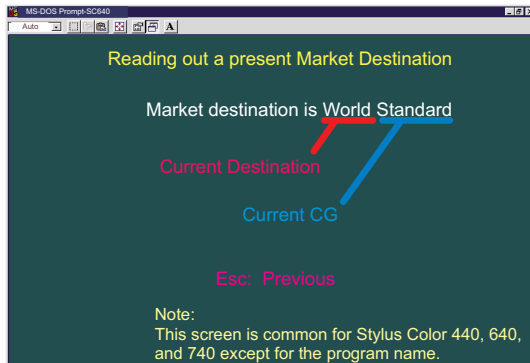 MS-DOS Prompt-SC640
Auto
A
Reading out a present Market Destination
Market destination is World Standard
Current Destination
Current CG
Esc: Previous
Note:
This screen is common for Stylus Color 440, 640,
and 740 except for the program name.